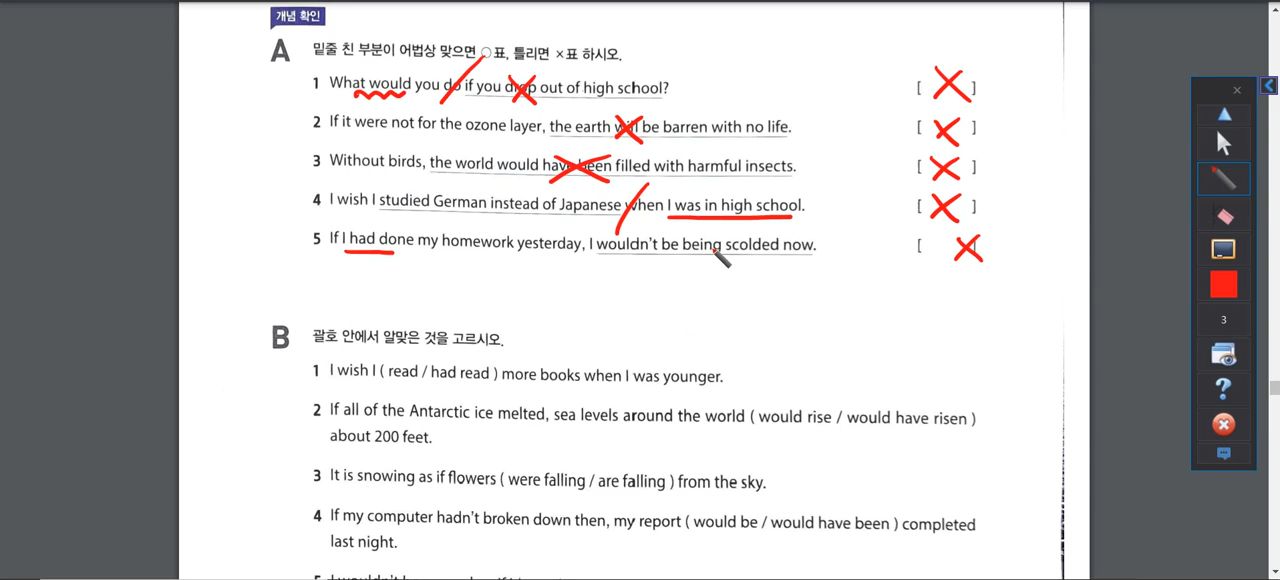 개념 확인
A 밑줄 친 부분이 어법상 맞으면 ○표, 틀리면 ×표 하시오.
1 What would you do if you drop out of high school? [ ]
2 If it were not for the ozone layer, the earth will be barren with no life. [ ]
3 Without birds, the world would have been filled with harmful insects. [ ]
4 I wish I studied German instead of Japanese when I was in high school. [ ]
5 If I had done my homework yesterday, I wouldn't be being scolded now. [ ]
B 괄호 안에서 알맞은 것을 고르시오.
1 I wish I ( read / had read ) more books when I was younger.
2 If all of the Antarctic ice melted, sea levels around the world ( would rise / would have risen )
about 200 feet.
3 It is snowing as if flowers ( were falling / are falling ) from the sky.
4 If my computer hadn't broken down then, my report ( would be / would have been ) completed
last night.
3